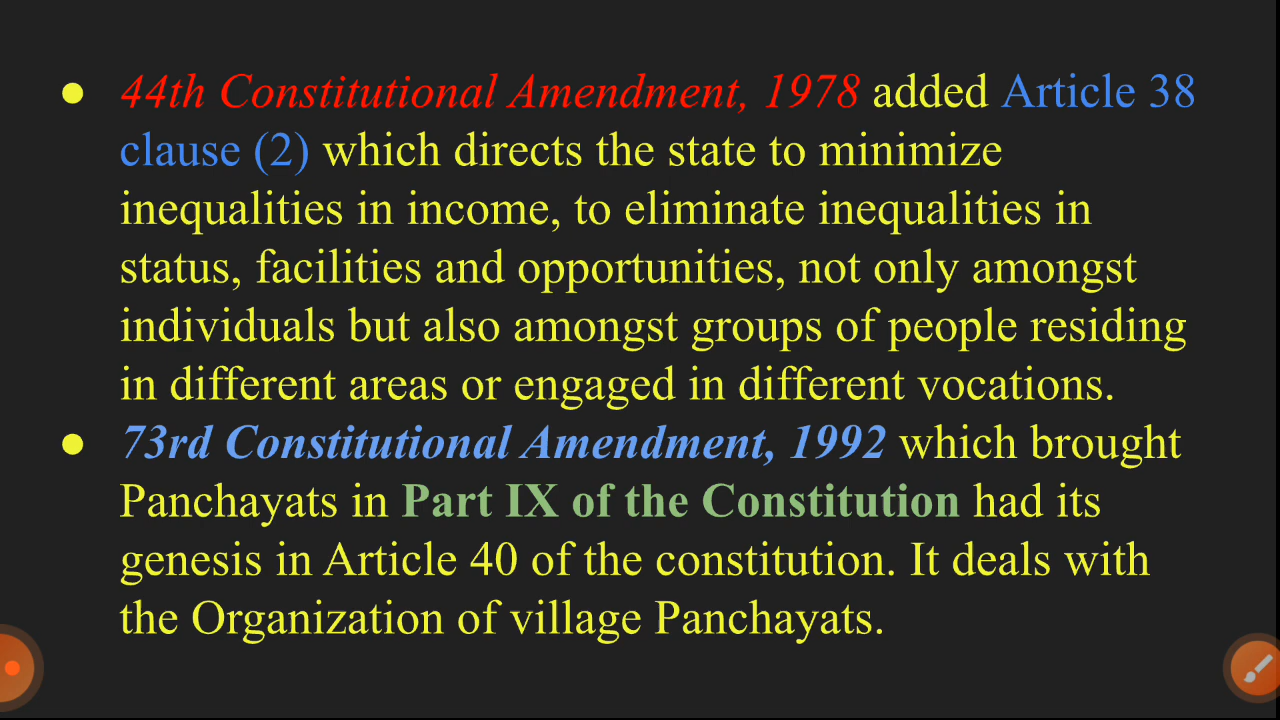 ● 44th Constitutional Amendment, 1978 added Article 38
clause (2) which directs the state to minimize
inequalities in income, to eliminate inequalities in
status, facilities and opportunities, not only amongst
individuals but also amongst groups of people residing
in different areas or engaged in different vocations.
● 73rd Constitutional Amendment, 1992 which brought
Panchayats in Part IX of the Constitution had its
genesis in Article 40 of the constitution. It deals with
the Organization of village Panchayats.